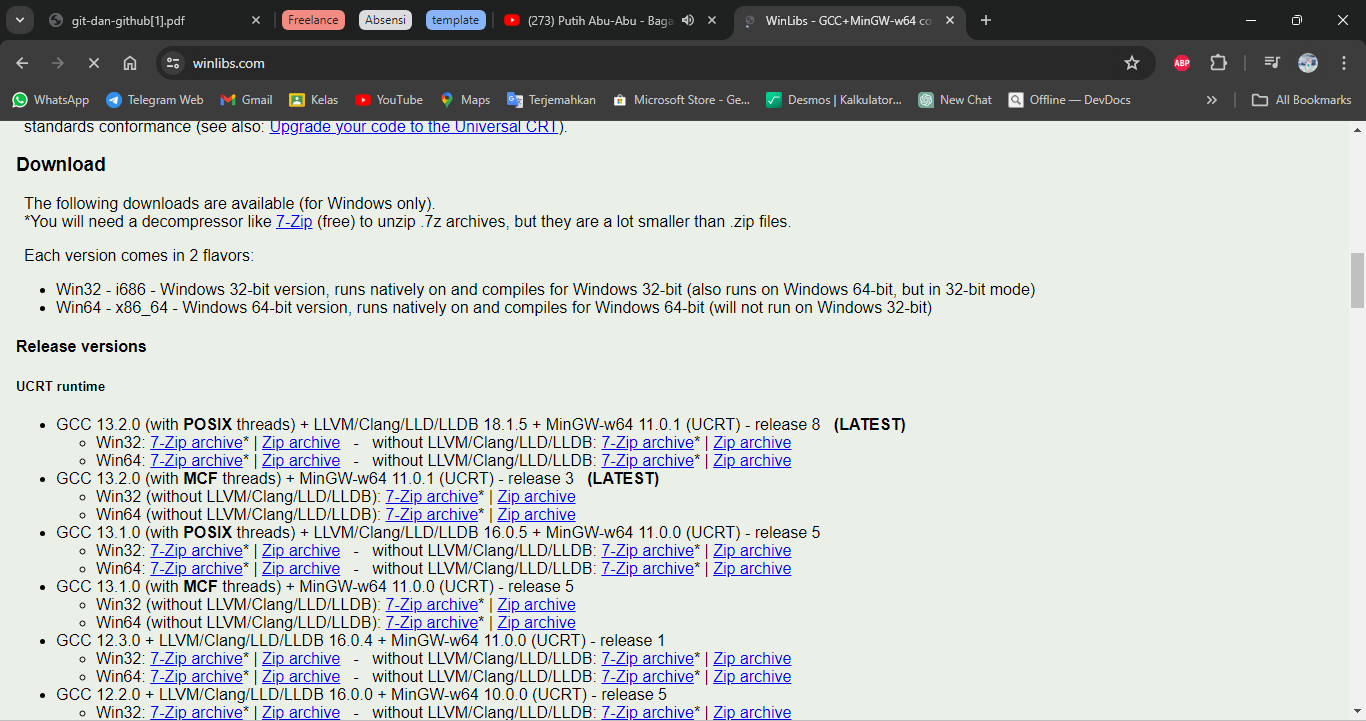 git-dan-github[1].pdf
Freelance
Absensi
template
(273) Putih Abu-Abu - Baga
WinLibs - GCC+MinGW-w64 co
winlibs.com
ABP
WhatsApp
Telegram Web
Gmail
Kelas
YouTube
Maps
Terjemahkan
Microsoft Store - Ge...
Desmos | Kalkulator...
New Chat
Offline — DevDocs
All Bookmarks
standards conformance (see also: Upgrade your code to the Universal CRT).
Download
The following downloads are available (for Windows only).
*You will need a decompressor like 7-Zip (free) to unzip .7z archives, but they are a lot smaller than .zip files.
Each version comes in 2 flavors:
• Win32 - i686 - Windows 32-bit version, runs natively on and compiles for Windows 32-bit (also runs on Windows 64-bit, but in 32-bit mode)
• Win64 - x86_64 - Windows 64-bit version, runs natively on and compiles for Windows 64-bit (will not run on Windows 32-bit)
Release versions
UCRT runtime
• GCC 13.2.0 (with POSIX threads) + LLVM/Clang/LLD/LLDB 18.1.5 + MinGW-w64 11.0.1 (UCRT) - release 8 (LATEST)
◦ Win32: 7-Zip archive* | Zip archive - without LLVM/Clang/LLD/LLDB: 7-Zip archive* | Zip archive
◦ Win64: 7-Zip archive* | Zip archive - without LLVM/Clang/LLD/LLDB: 7-Zip archive* | Zip archive
• GCC 13.2.0 (with MCF threads) + MinGW-w64 11.0.1 (UCRT) - release 3 (LATEST)
◦ Win32 (without LLVM/Clang/LLD/LLDB): 7-Zip archive* | Zip archive
◦ Win64 (without LLVM/Clang/LLD/LLDB): 7-Zip archive* | Zip archive
• GCC 13.1.0 (with POSIX threads) + LLVM/Clang/LLD/LLDB 16.0.5 + MinGW-w64 11.0.0 (UCRT) - release 5
◦ Win32: 7-Zip archive* | Zip archive - without LLVM/Clang/LLD/LLDB: 7-Zip archive* | Zip archive
◦ Win64: 7-Zip archive* | Zip archive - without LLVM/Clang/LLD/LLDB: 7-Zip archive* | Zip archive
• GCC 13.1.0 (with MCF threads) + MinGW-w64 11.0.0 (UCRT) - release 5
◦ Win32 (without LLVM/Clang/LLD/LLDB): 7-Zip archive* | Zip archive
◦ Win64 (without LLVM/Clang/LLD/LLDB): 7-Zip archive* | Zip archive
• GCC 12.3.0 + LLVM/Clang/LLD/LLDB 16.0.4 + MinGW-w64 11.0.0 (UCRT) - release 1
◦ Win32: 7-Zip archive* | Zip archive - without LLVM/Clang/LLD/LLDB: 7-Zip archive* | Zip archive
◦ Win64: 7-Zip archive* | Zip archive - without LLVM/Clang/LLD/LLDB: 7-Zip archive* | Zip archive
• GCC 12.2.0 + LLVM/Clang/LLD/LLDB 16.0.0 + MinGW-w64 10.0.0 (UCRT) - release 5
◦ Win32: 7-Zip archive* | Zip archive - without LLVM/Clang/LLD/LLDB: 7-Zip archive* | Zip archive